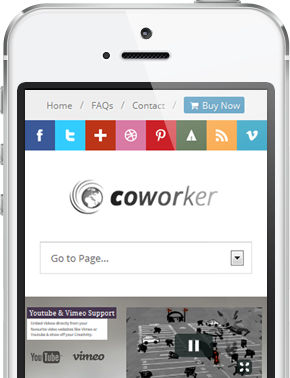 Home / FAQs / Contact / Buy Now
coworker
Go to Page...
Youtube & Vimeo Support
United Videos directly from your
favourite video websites like Vimeo or
Youtube & show off your Creativity.
YouTube vimeo